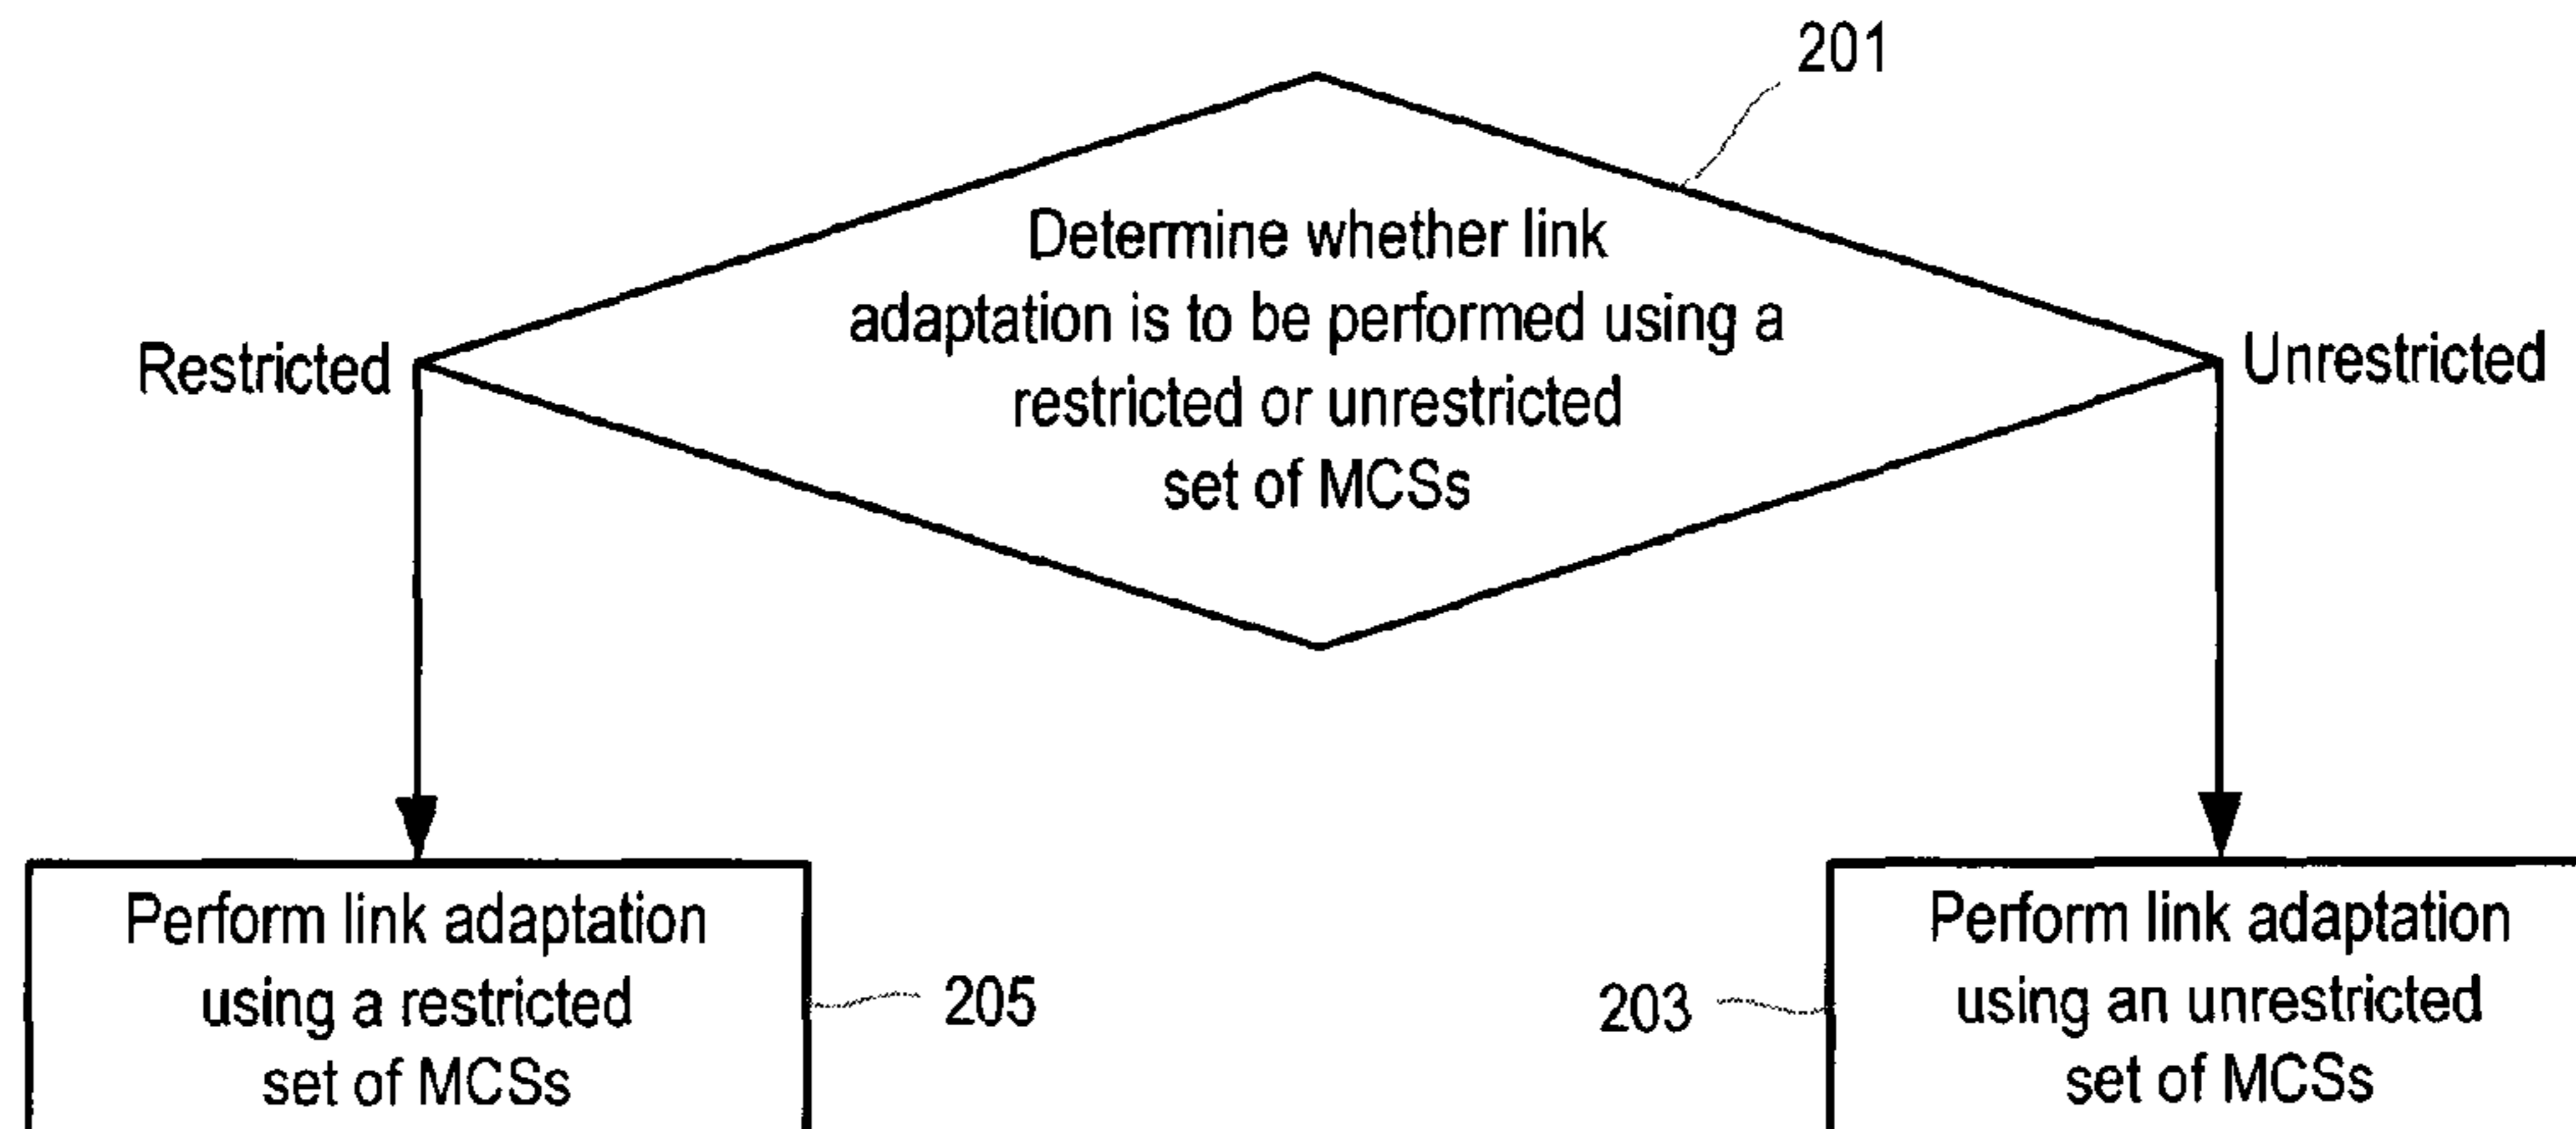 201
Determine whether link
adaptation is to be performed using a
restricted or unrestricted
set of MCSs
Restricted
Unrestricted
Perform link adaptation
using a restricted
set of MCSs
205
203
Perform link adaptation
using an unrestricted
set of MCSs